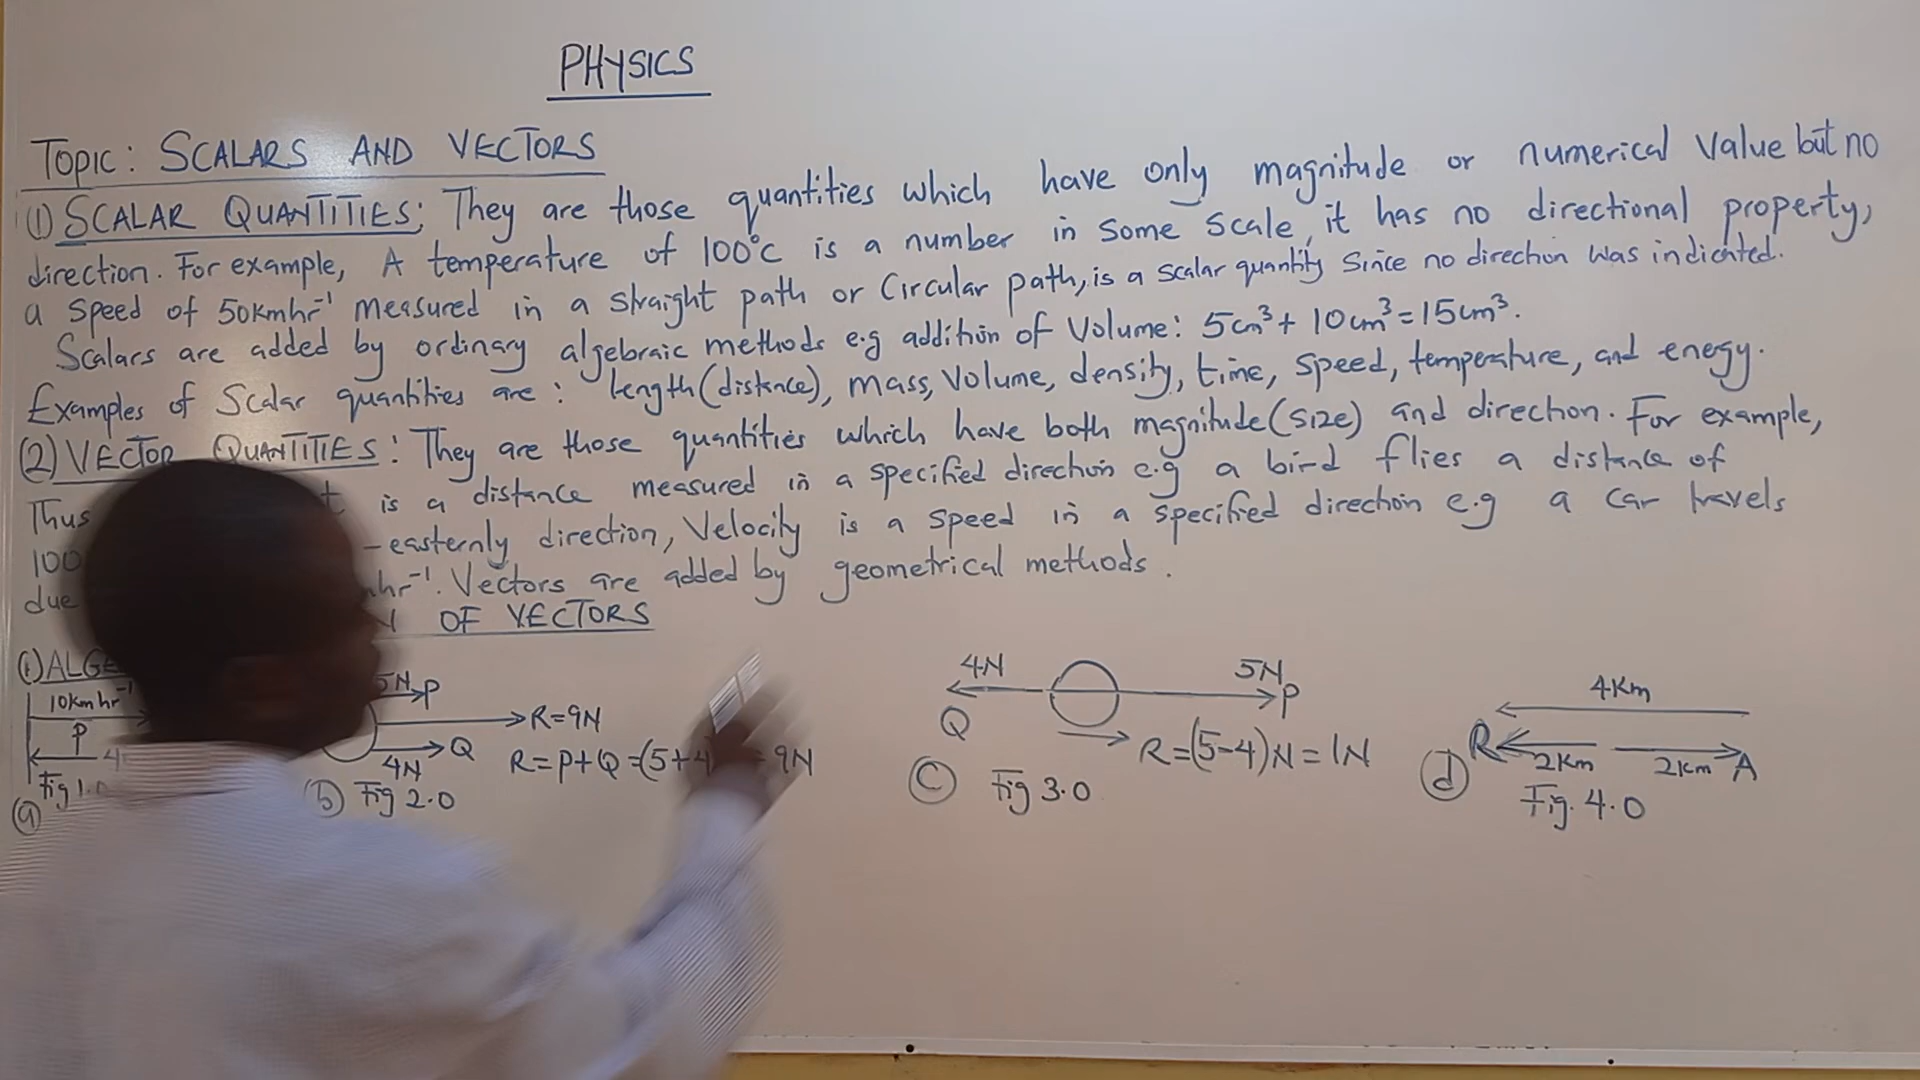 PHYSICS
TOPIC: SCALARS AND VECTORS
(1) SCALAR QUANTITIES: They are those quantities which have only magnitude or numerical value but no
direction. For example, A temperature of 100°C is a number in some scale, it has no directional property,
a speed of 50Kmhr⁻¹ measured in a straight path or Circular path, is a scalar quantity since no direction was indicated.
Scalars are added by ordinary algebraic methods e.g addition of Volume: 5cm³ + 10cm³ = 15cm³.
Examples of Scalar quantities are: length(distance), mass, Volume, density, time, speed, temperature, and enegy.
(2) VECTOR QUANTITIES: They are those quantities which have both magnitude(size) and direction. For example,
Thus is a distance measured in a specified direction e.g a bird flies a distance of
100 -easternly direction, Velocity is a speed in a specified direction e.g a car travels
due hr⁻¹. Vectors are added by geometrical methods.
OF VECTORS
(1) ALGE
10Kmhr⁻¹
P
4
Fig 1.0
(a)
5N P
R=9N
4N Q
R=P+Q=(5+4 = 9N
(b) Fig 2.0
4N 5N
Q P
R=(5-4)N=1N
(c) Fig 3.0
4Km
R 2Km 2Km A
(d) Fig. 4.0